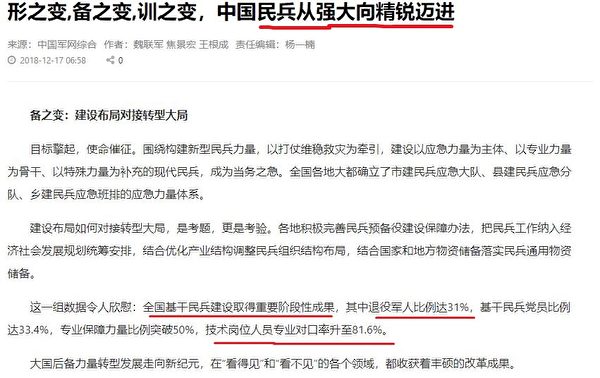 形之变,备之变,训之变，中国民兵从强大向精锐迈进
来源：中国军网综合 作者：魏联军 焦景宏 王根成 责任编辑：杨一楠
2018-12-17 06:58 0
备之变：建设布局对接转型大局
目标擎起，使命催征。围绕构建新型民兵力量，以打仗维稳救灾为牵引，建设以应急力量为主体、以专业力量
为骨干、以特殊力量为补充的现代民兵，成为当务之急。全国各地大都确立了市建民兵应急大队、县建民兵应急分
队、乡建民兵应急班排的应急力量体系。
建设布局如何对接转型大局，是考题，更是考验。各地积极完善民兵预备役建设保障办法，把民兵工作纳入经
济社会发展规划统筹安排，结合优化产业结构调整民兵组织结构布局，结合国家和地方物资储备落实民兵通用物资
储备。
这一组数据令人欣慰：全国基干民兵建设取得重要阶段性成果，其中退役军人比例达31%，基干民兵党员比例
达33.4%，专业保障力量比例突破50%，技术岗位人员专业对口率升至81.6%。
大国后备力量转型发展走向新纪元，在“看得见”和“看不见”的各个领域，都收获着丰硕的改革成果。